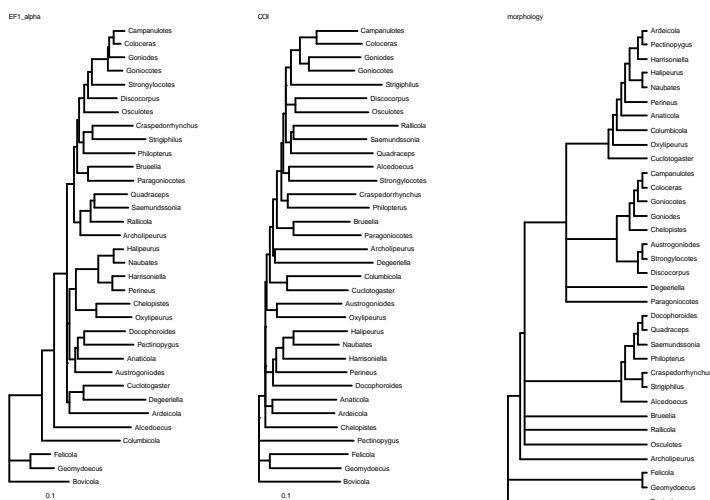 EF1_alpha
Campanulotes
Coloceras
Goniodes
Goniocotes
Strongylocotes
Discocorpus
Osculotes
Craspedorrhynchus
Strigiphilus
Philopterus
Brueelia
Paragoniocotes
Quadraceps
Saemundssonia
Rallicola
Archolipeurus
Halipeurus
Naubates
Harrisoniella
Perineus
Chelopistes
Oxylipeurus
Docophoroides
Pectinopygus
Anaticola
Austrogoniodes
Cuclotogaster
Degeeriella
Ardeicola
Alcedoecus
Columbicola
Felicola
Geomydoecus
Bovicola
0.1
COI
Campanulotes
Coloceras
Goniodes
Goniocotes
Strigiphilus
Discocorpus
Osculotes
Rallicola
Saemundssonia
Quadraceps
Alcedoecus
Strongylocotes
Craspedorrhynchus
Philopterus
Brueelia
Paragoniocotes
Archolipeurus
Degeeriella
Columbicola
Cuclotogaster
Austrogoniodes
Oxylipeurus
Halipeurus
Naubates
Harrisoniella
Perineus
Docophoroides
Anaticola
Ardeicola
Chelopistes
Pectinopygus
Felicola
Geomydoecus
Bovicola
0.1
morphology
Ardeicola
Pectinopygus
Harrisoniella
Halipeurus
Naubates
Perineus
Anaticola
Columbicola
Oxylipeurus
Cuclotogaster
Campanulotes
Coloceras
Goniocotes
Goniodes
Chelopistes
Austrogoniodes
Strongylocotes
Discocorpus
Degeeriella
Paragoniocotes
Docophoroides
Quadraceps
Saemundssonia
Philopterus
Craspedorrhynchus
Strigiphilus
Alcedoecus
Brueelia
Rallicola
Osculotes
Archolipeurus
Felicola
Geomydoecus